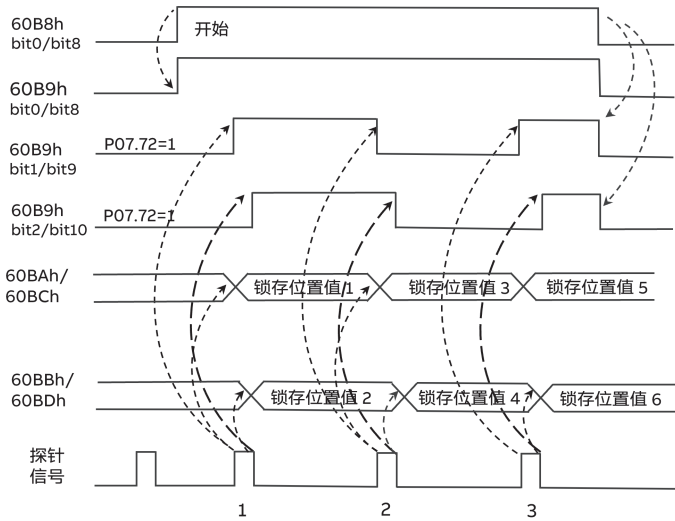 60B8h
bit0/bit8
开始
60B9h
bit0/bit8
60B9h
bit1/bit9
P07.72=1
60B9h
bit2/bit10
P07.72=1
60BAh/
60BCh
锁存位置值 1
锁存位置值 3
锁存位置值 5
60BBh/
60BDh
锁存位置值 2
锁存位置值 4
锁存位置值 6
探针
信号
1
2
3